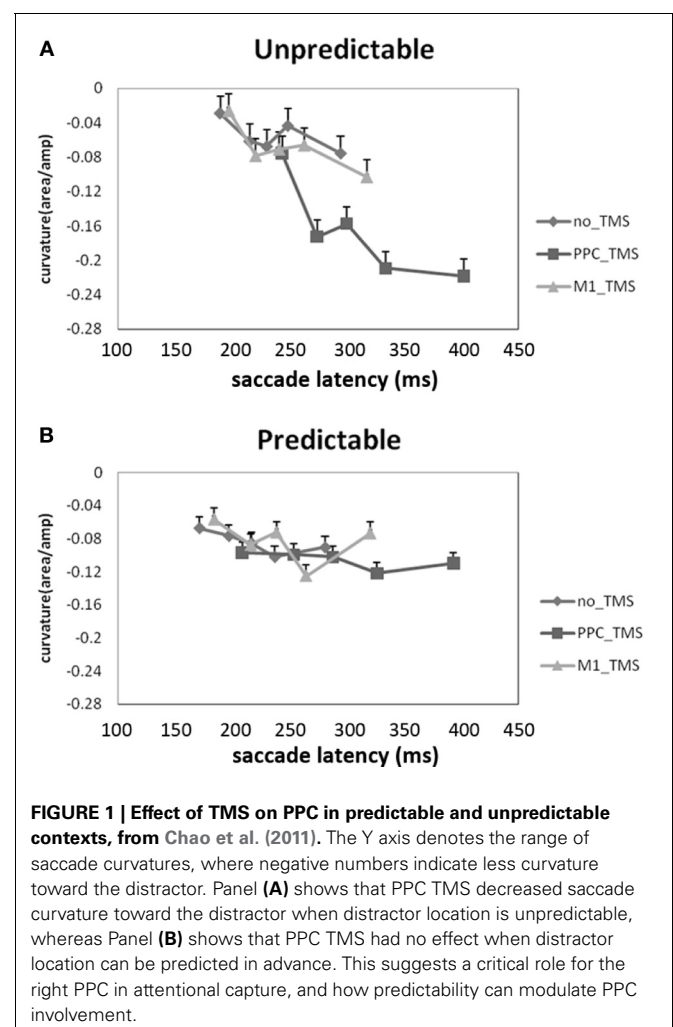 A
Unpredictable
0
-0.04
-0.08
-0.12
-0.16
-0.2
-0.24
-0.28
curvature(area/amp)
no_TMS
PPC_TMS
M1_TMS
100 150 200 250 300 350 400 450
saccade latency (ms)
B
Predictable
0
-0.04
-0.08
-0.12
-0.16
-0.2
-0.24
-0.28
curvature(area/amp)
no_TMS
PPC_TMS
M1_TMS
100 150 200 250 300 350 400 450
saccade latency (ms)
FIGURE 1 | Effect of TMS on PPC in predictable and unpredictable
contexts, from Chao et al. (2011). The Y axis denotes the range of
saccade curvatures, where negative numbers indicate less curvature
toward the distractor. Panel (A) shows that PPC TMS decreased saccade
curvature toward the distractor when distractor location is unpredictable,
whereas Panel (B) shows that PPC TMS had no effect when distractor
location can be predicted in advance. This suggests a critical role for the
right PPC in attentional capture, and how predictability can modulate PPC
involvement.